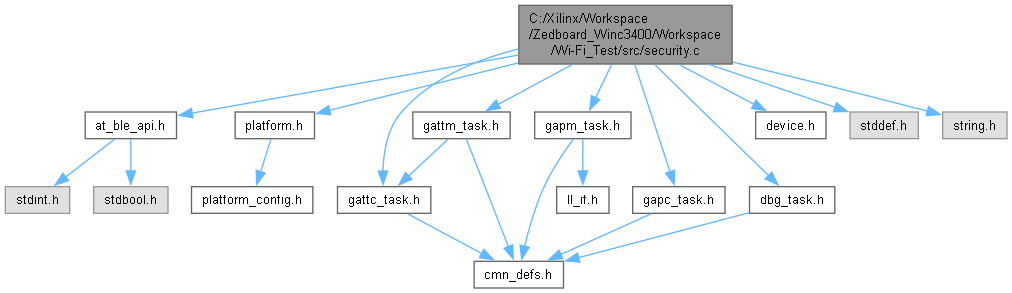 C:/Xilinx/Workspace
/Zedboard_Winc3400/Workspace
/Wi-Fi_Test/src/security.c
at_ble_api.h
platform.h
gattm_task.h
gapm_task.h
device.h
stddef.h
string.h
stdint.h
stdbool.h
platform_config.h
gattc_task.h
ll_if.h
gapc_task.h
dbg_task.h
cmn_defs.h